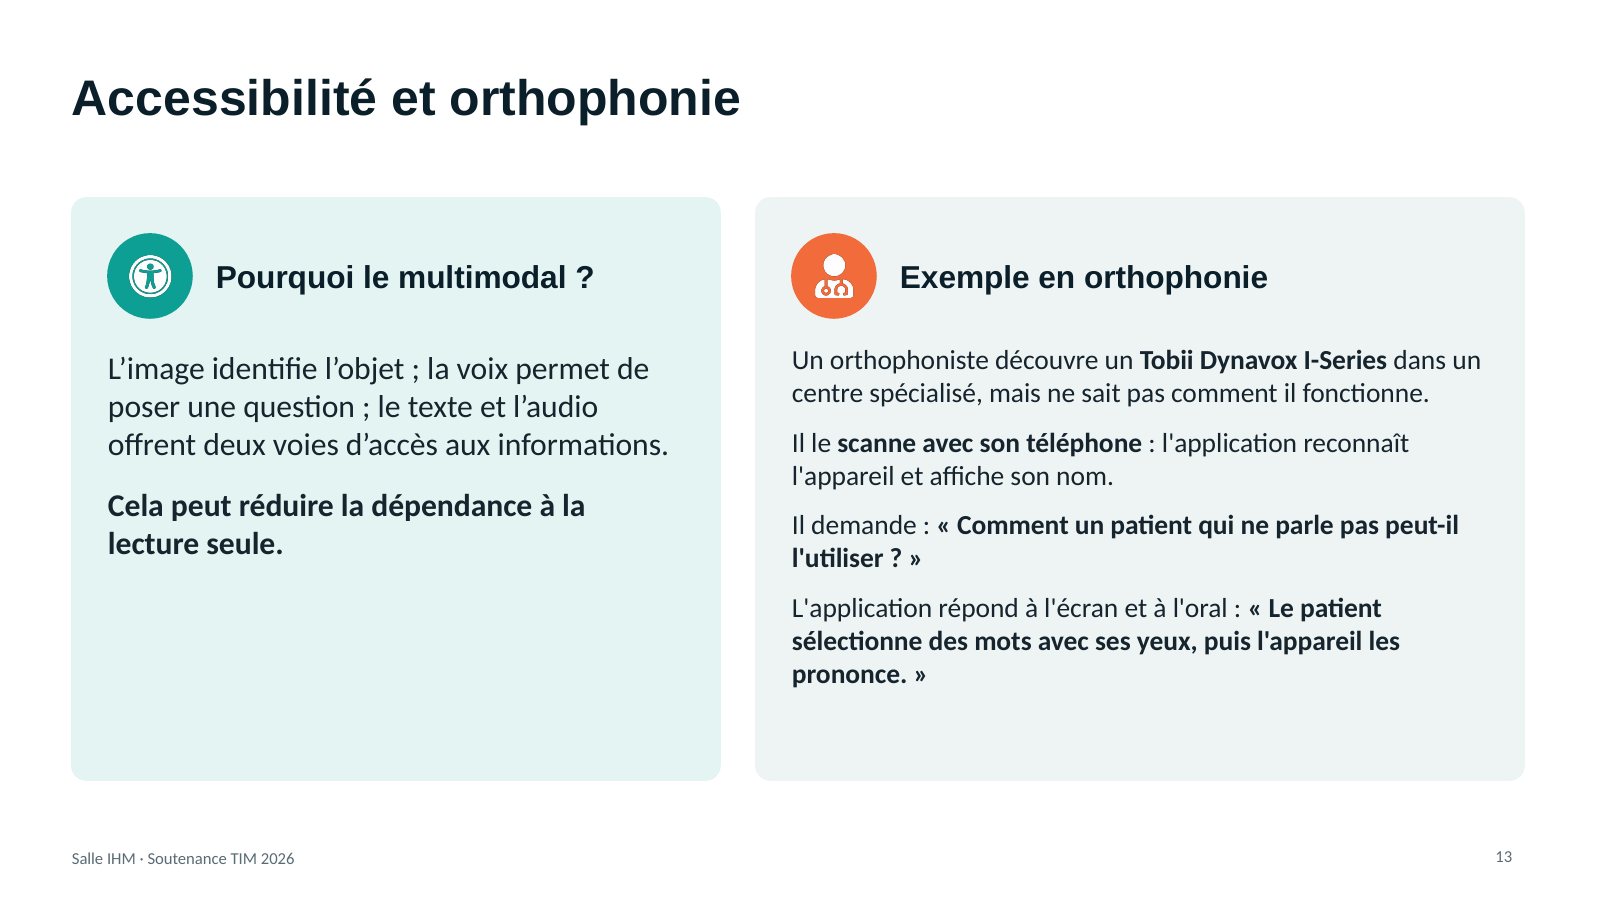 Accessibilité et orthophonie
Pourquoi le multimodal ?
L’image identifie l’objet ; la voix permet de
poser une question ; le texte et l’audio
offrent deux voies d’accès aux informations.
Cela peut réduire la dépendance à la
lecture seule.
Exemple en orthophonie
Un orthophoniste découvre un Tobii Dynavox I-Series dans un
centre spécialisé, mais ne sait pas comment il fonctionne.
Il le scanne avec son téléphone : l'application reconnaît
l'appareil et affiche son nom.
Il demande : « Comment un patient qui ne parle pas peut-il
l'utiliser ? »
L'application répond à l'écran et à l'oral : « Le patient
sélectionne des mots avec ses yeux, puis l'appareil les
prononce. »
Salle IHM · Soutenance TIM 2026
13